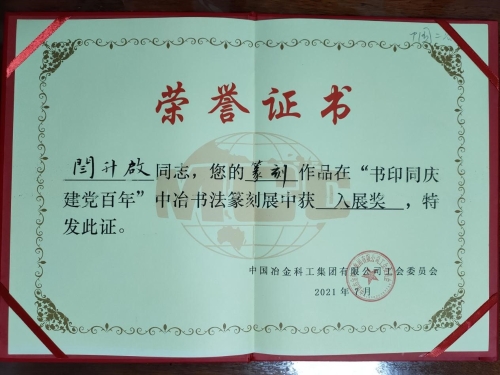 荣誉证书
闫升啟同志，您的篆刻作品在“书印同庆
建党百年”中冶书法篆刻展中获 入展奖 ，特
发此证。
MCC
中国冶金科工集团有限公司工会委员会
2021年7月